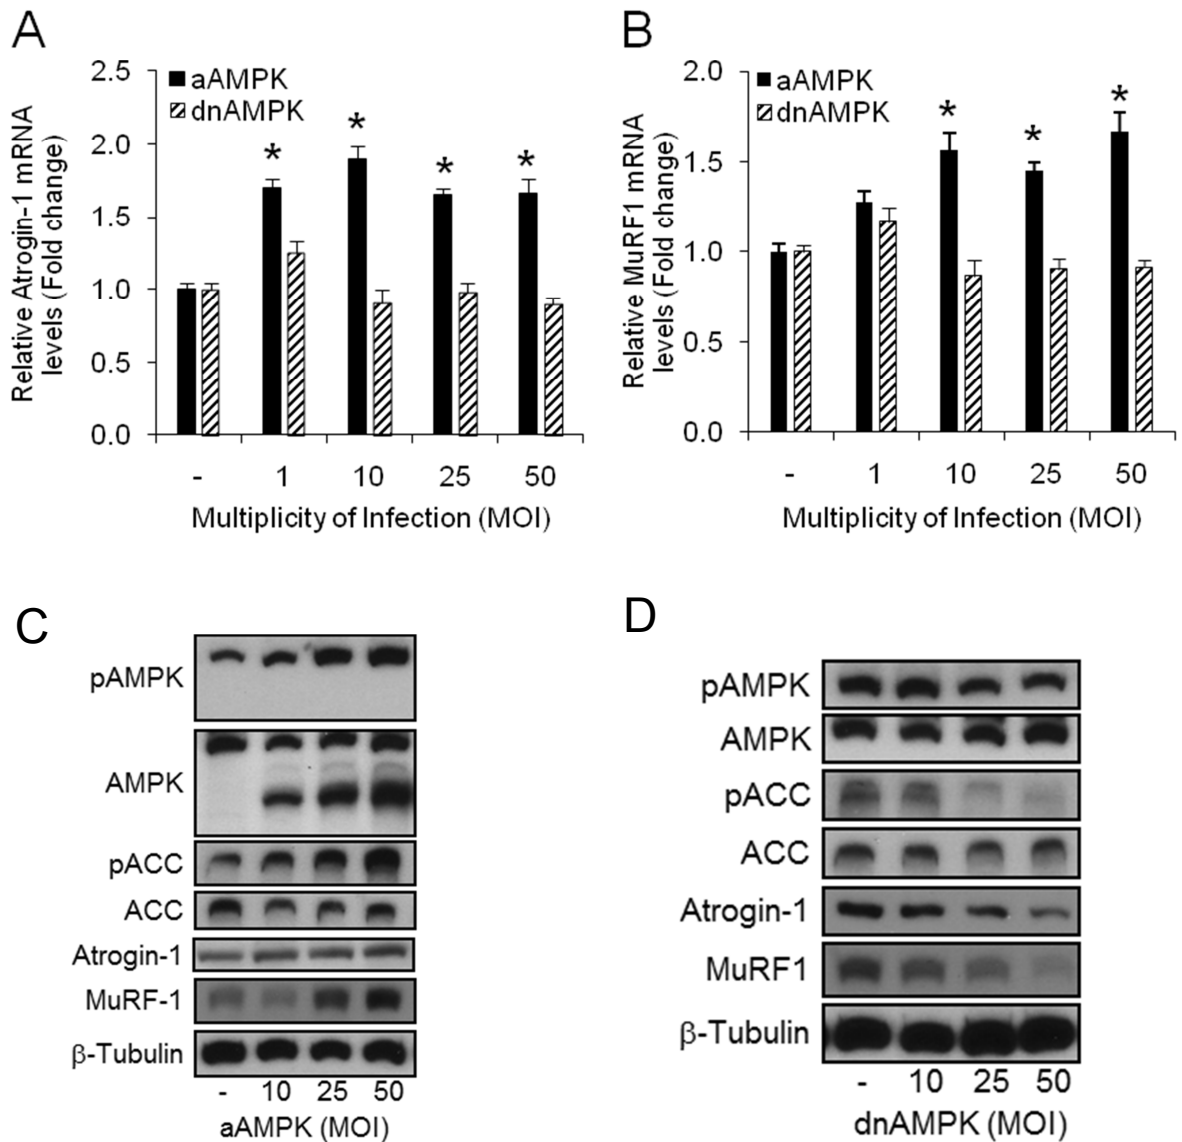 A
Relative Atrogin-1 mRNA
levels (Fold change)
2.5
2.0
1.5
1.0
0.5
0.0
aAMPK
dnAMPK
*
*
*
*
-
1
10
25
50
Multiplicity of Infection (MOI)
B
Relative MuRF1 mRNA
levels (Fold change)
2.0
1.5
1.0
0.5
0.0
aAMPK
dnAMPK
*
*
*
-
1
10
25
50
Multiplicity of Infection (MOI)
C
pAMPK
AMPK
pACC
ACC
Atrogin-1
MuRF-1
β-Tubulin
- 10 25 50
aAMPK (MOI)
D
pAMPK
AMPK
pACC
ACC
Atrogin-1
MuRF1
β-Tubulin
- 10 25 50
dnAMPK (MOI)